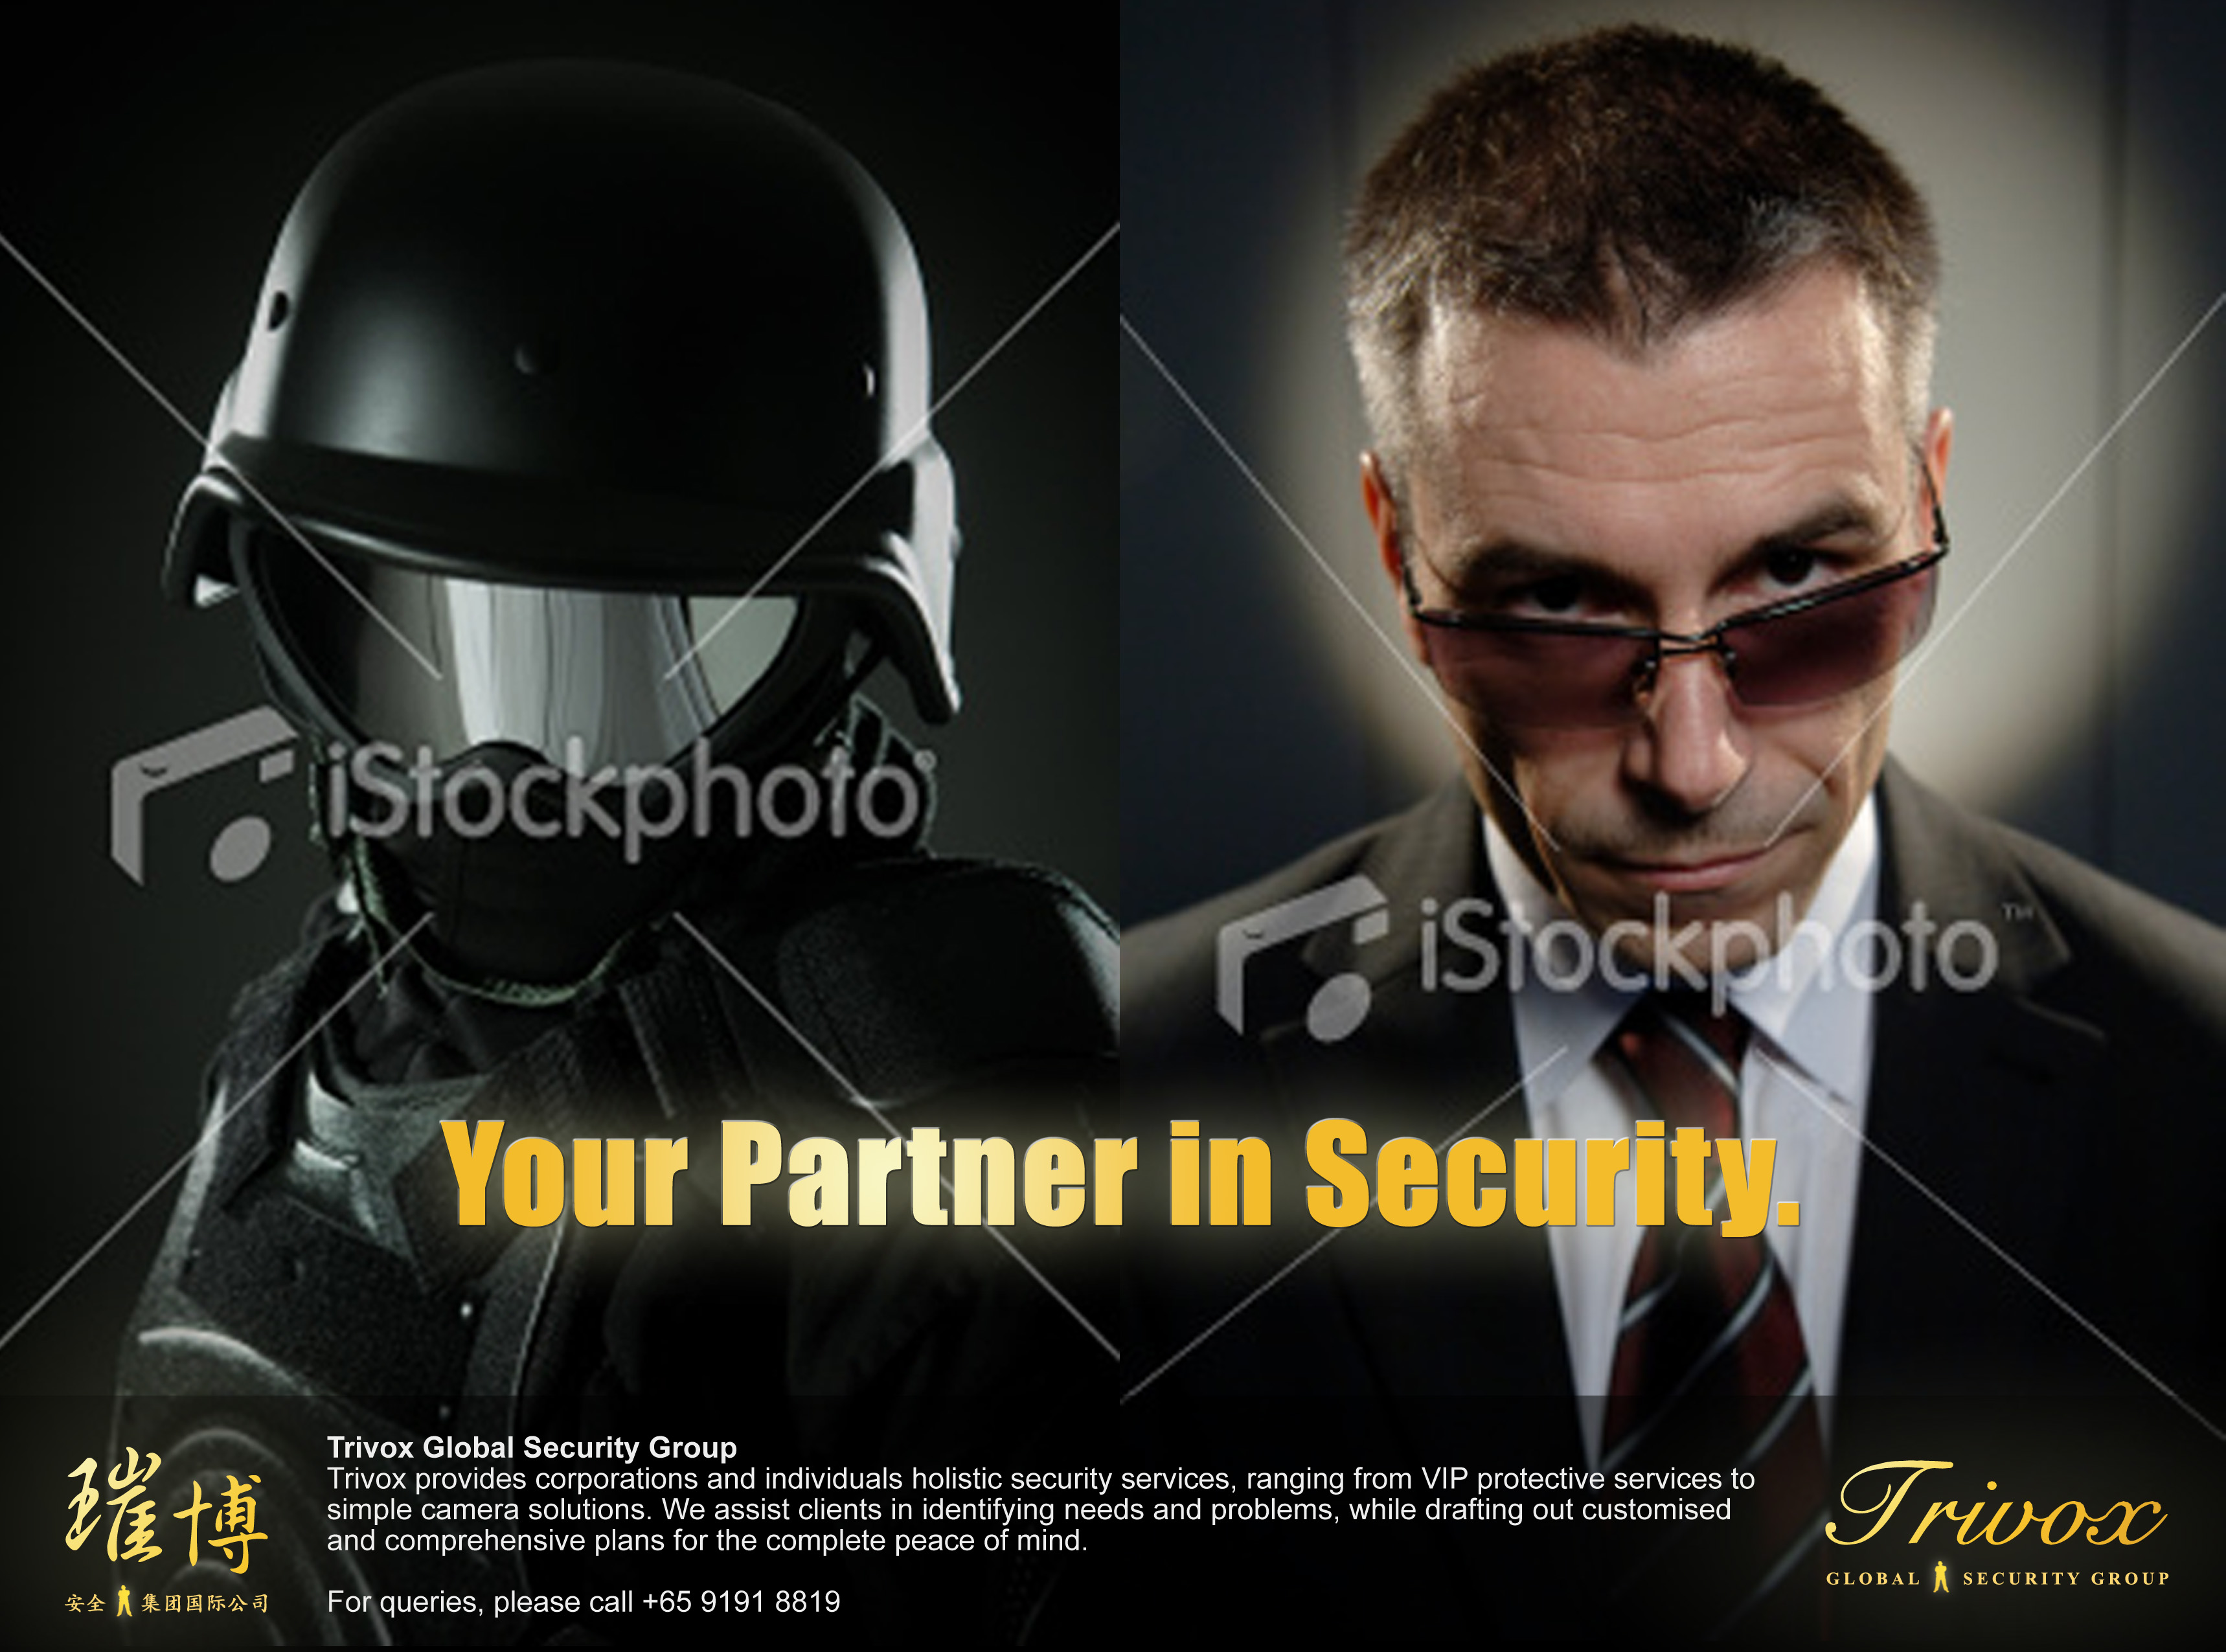 iStockphoto®
iStockphoto™
Your Partner in Security.
璀博
安全 集团国际公司
Trivox Global Security Group
Trivox provides corporations and individuals holistic security services, ranging from VIP protective services to
simple camera solutions. We assist clients in identifying needs and problems, while drafting out customised
and comprehensive plans for the complete peace of mind.
For queries, please call +65 9191 8819
Trivox
GLOBAL SECURITY GROUP